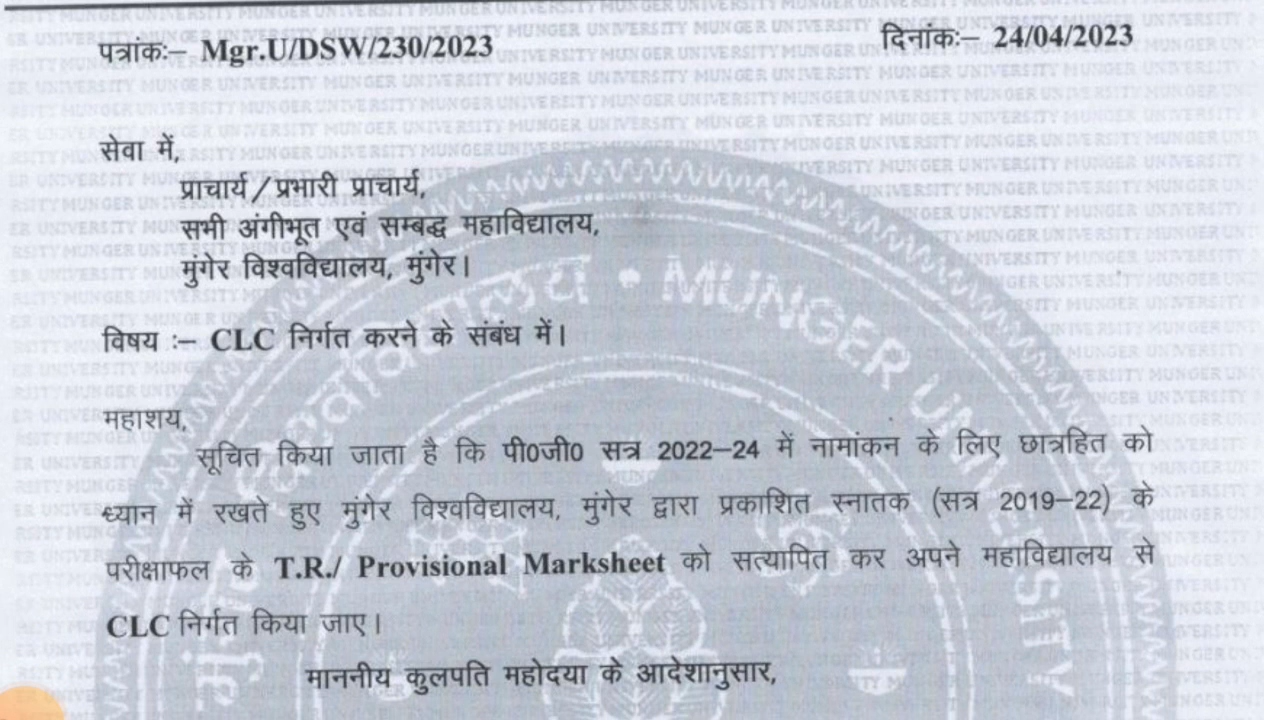 पत्रांक:– Mgr.U/DSW/230/2023
दिनांक:– 24/04/2023
सेवा में,
प्राचार्य / प्रभारी प्राचार्य,
सभी अंगीभूत एवं सम्बद्ध महाविद्यालय,
मुंगेर विश्वविद्यालय, मुंगेर।
विषय :– CLC निर्गत करने के संबंध में।
महाशय,
सूचित किया जाता है कि पी0जी0 सत्र 2022–24 में नामांकन के लिए छात्रहित को
ध्यान में रखते हुए मुंगेर विश्वविद्यालय, मुंगेर द्वारा प्रकाशित स्नातक (सत्र 2019–22) के
परीक्षाफल के T.R./ Provisional Marksheet को सत्यापित कर अपने महाविद्यालय से
CLC निर्गत किया जाए।
माननीय कुलपति महोदया के आदेशानुसार,